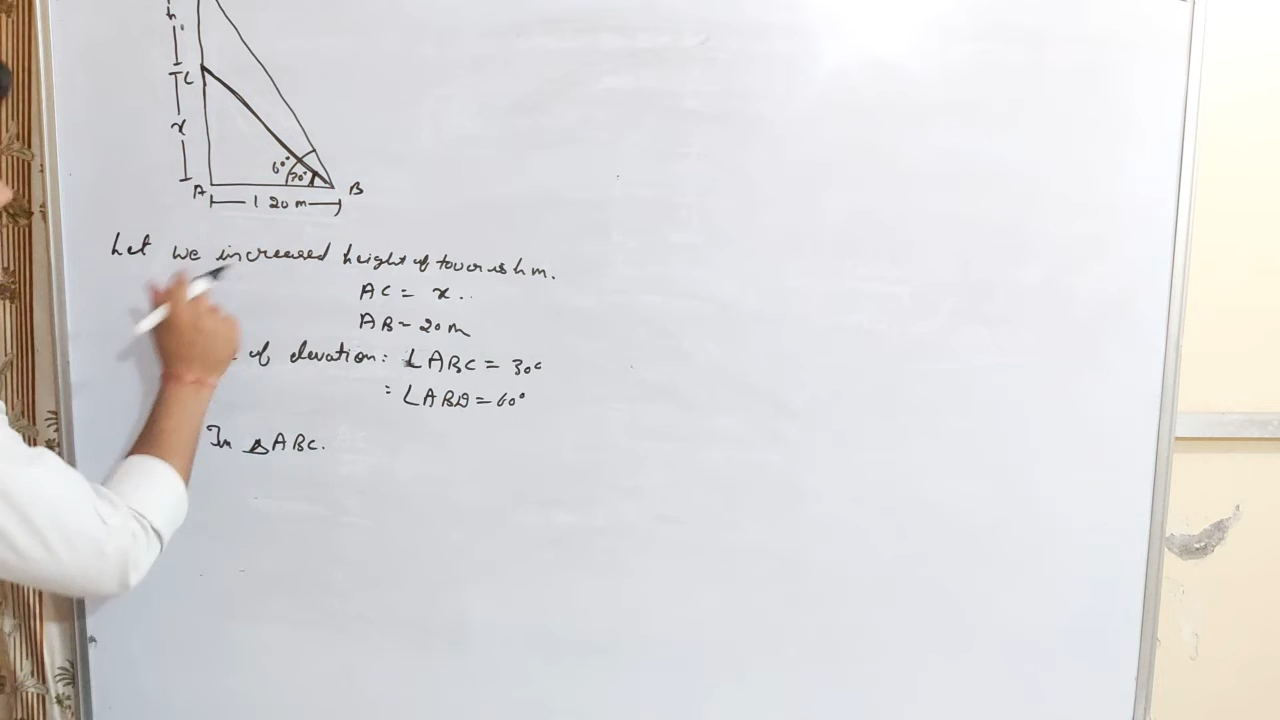 h
C
x
60°
30°
A
B
120 m
Let we increased height of tower is h m.
AC = x.
AB = 20 m
of elevation: ∠ABC = 30°
= ∠ABD = 60°
In △ABC.